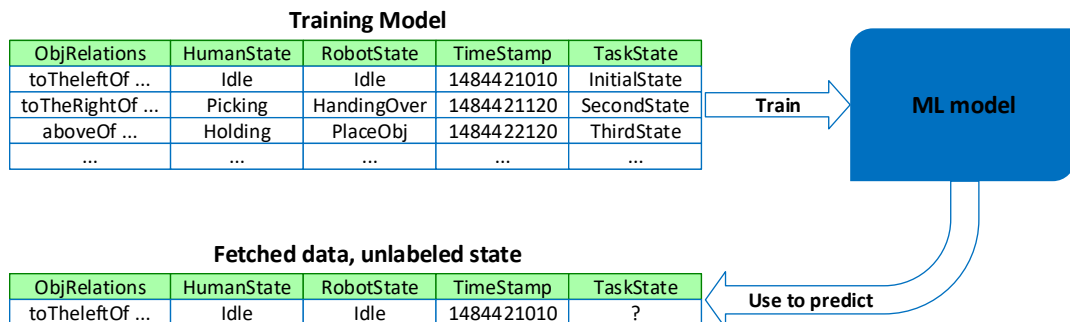 Training Model
ObjRelations HumanState RobotState TimeStamp TaskState
toTheleftOf ... Idle Idle 1484421010 InitialState
toTheRightOf ... Picking HandingOver 1484421120 SecondState
aboveOf ... Holding PlaceObj 1484422120 ThirdState
... ... ... ... ...
Train
ML model
Fetched data, unlabeled state
ObjRelations HumanState RobotState TimeStamp TaskState
toTheleftOf ... Idle Idle 1484421010 ?
Use to predict